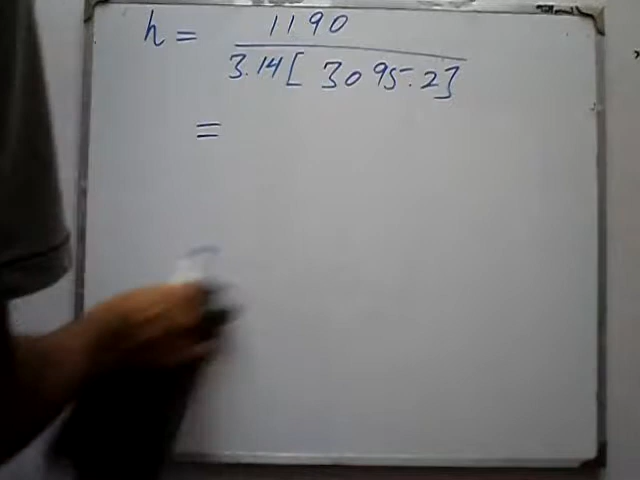 h = 1190 / 3.14[ 3095.2]
=